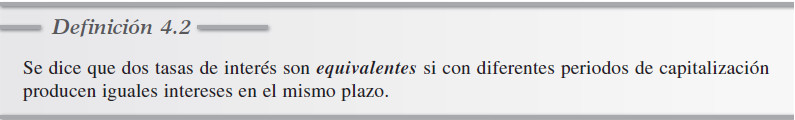 Definición 4.2
Se dice que dos tasas de interés son equivalentes si con diferentes periodos de capitalización
producen iguales intereses en el mismo plazo.